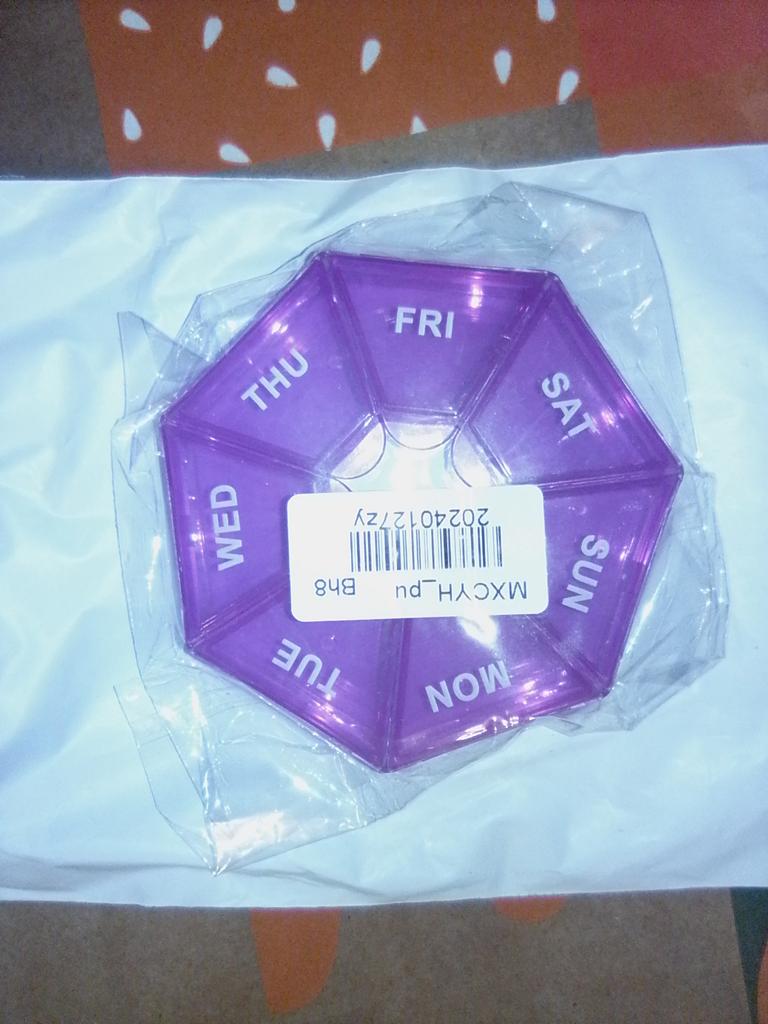 FRI
SAT
SUN
MON
TUE
WED
THU
MXCYH_pu Bh8
20240127zy